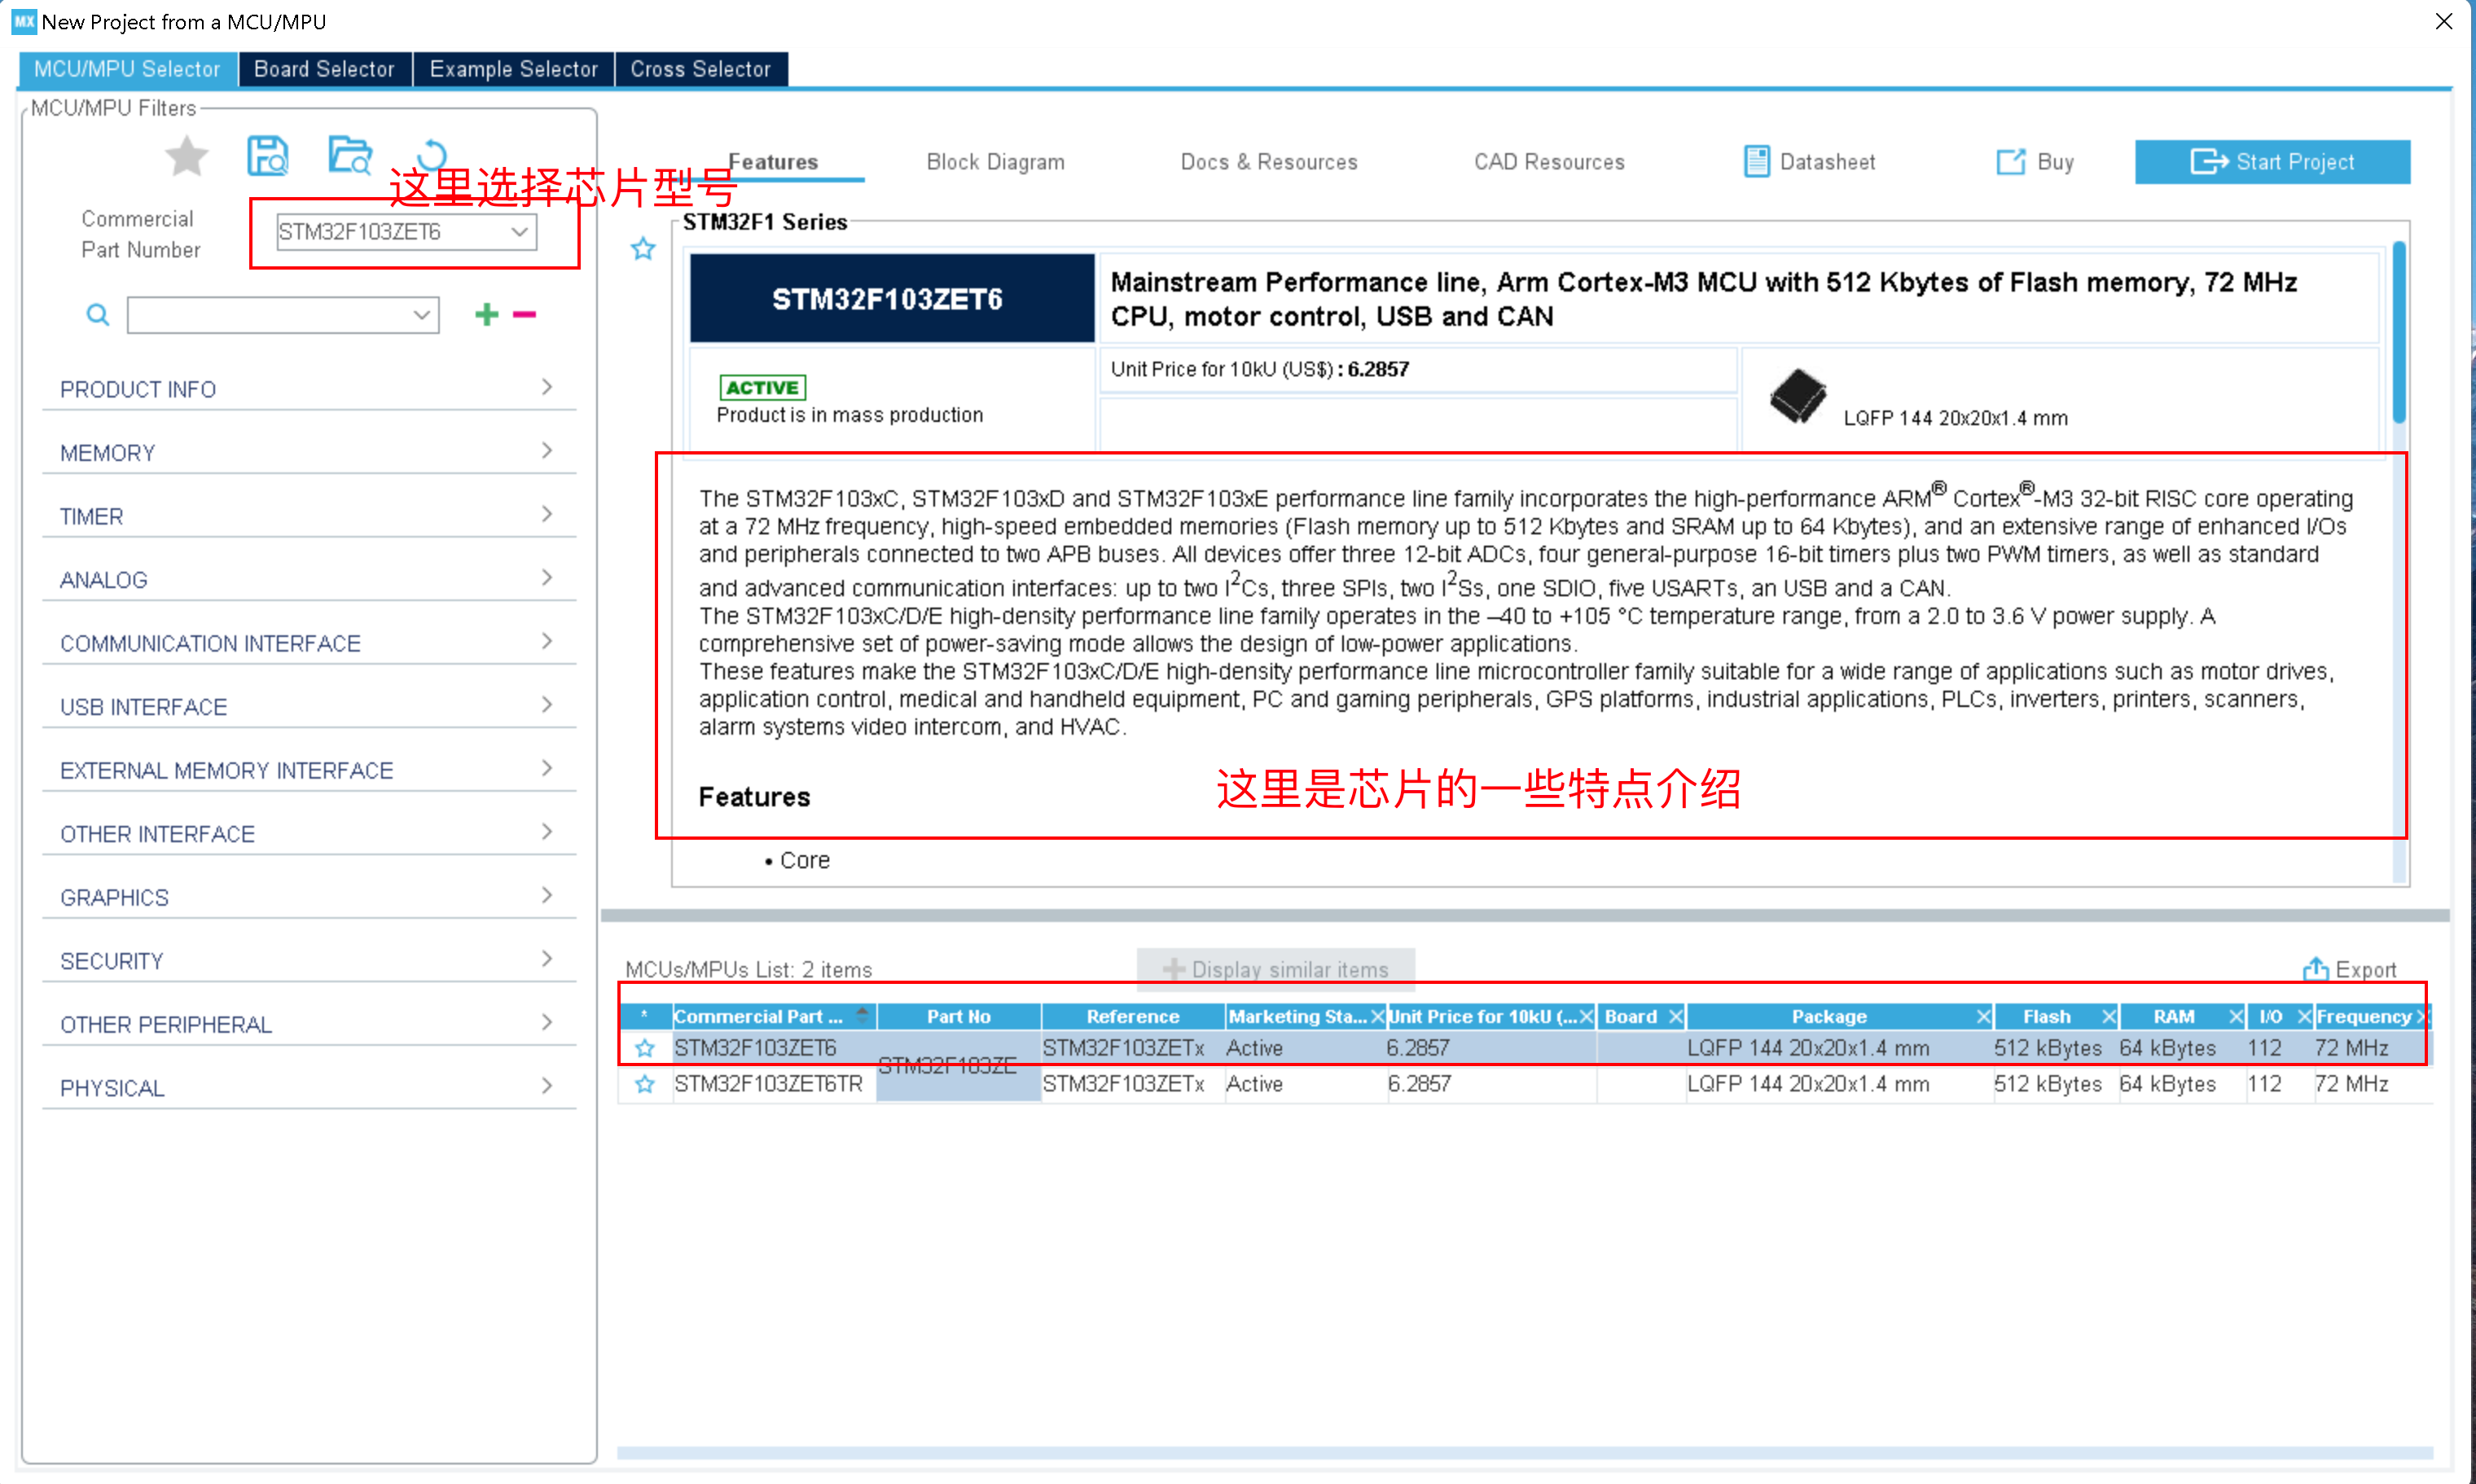 MX New Project from a MCU/MPU
MCU/MPU Selector Board Selector Example Selector Cross Selector
MCU/MPU Filters
这里选择芯片型号
Commercial
Part Number
STM32F103ZET6
PRODUCT INFO
MEMORY
TIMER
ANALOG
COMMUNICATION INTERFACE
USB INTERFACE
EXTERNAL MEMORY INTERFACE
OTHER INTERFACE
GRAPHICS
SECURITY
OTHER PERIPHERAL
PHYSICAL
Features Block Diagram Docs & Resources CAD Resources Datasheet Buy Start Project
STM32F1 Series
STM32F103ZET6
Mainstream Performance line, Arm Cortex-M3 MCU with 512 Kbytes of Flash memory, 72 MHz
CPU, motor control, USB and CAN
ACTIVE
Product is in mass production
Unit Price for 10kU (US$) : 6.2857
LQFP 144 20x20x1.4 mm
The STM32F103xC, STM32F103xD and STM32F103xE performance line family incorporates the high-performance ARM® Cortex®-M3 32-bit RISC core operating
at a 72 MHz frequency, high-speed embedded memories (Flash memory up to 512 Kbytes and SRAM up to 64 Kbytes), and an extensive range of enhanced I/Os
and peripherals connected to two APB buses. All devices offer three 12-bit ADCs, four general-purpose 16-bit timers plus two PWM timers, as well as standard
and advanced communication interfaces: up to two I²Cs, three SPIs, two I²Ss, one SDIO, five USARTs, an USB and a CAN.
The STM32F103xC/D/E high-density performance line family operates in the –40 to +105 °C temperature range, from a 2.0 to 3.6 V power supply. A
comprehensive set of power-saving mode allows the design of low-power applications.
These features make the STM32F103xC/D/E high-density performance line microcontroller family suitable for a wide range of applications such as motor drives,
application control, medical and handheld equipment, PC and gaming peripherals, GPS platforms, industrial applications, PLCs, inverters, printers, scanners,
alarm systems video intercom, and HVAC.
这里是芯片的一些特点介绍
Features
• Core
MCUs/MPUs List: 2 items Display similar items Export
* Commercial Part ... Part No Reference Marketing Sta... Unit Price for 10kU (... Board Package Flash RAM I/O Frequency
STM32F103ZET6 STM32F103ZE STM32F103ZETx Active 6.2857 LQFP 144 20x20x1.4 mm 512 kBytes 64 kBytes 112 72 MHz
STM32F103ZET6TR STM32F103ZETx Active 6.2857 LQFP 144 20x20x1.4 mm 512 kBytes 64 kBytes 112 72 MHz